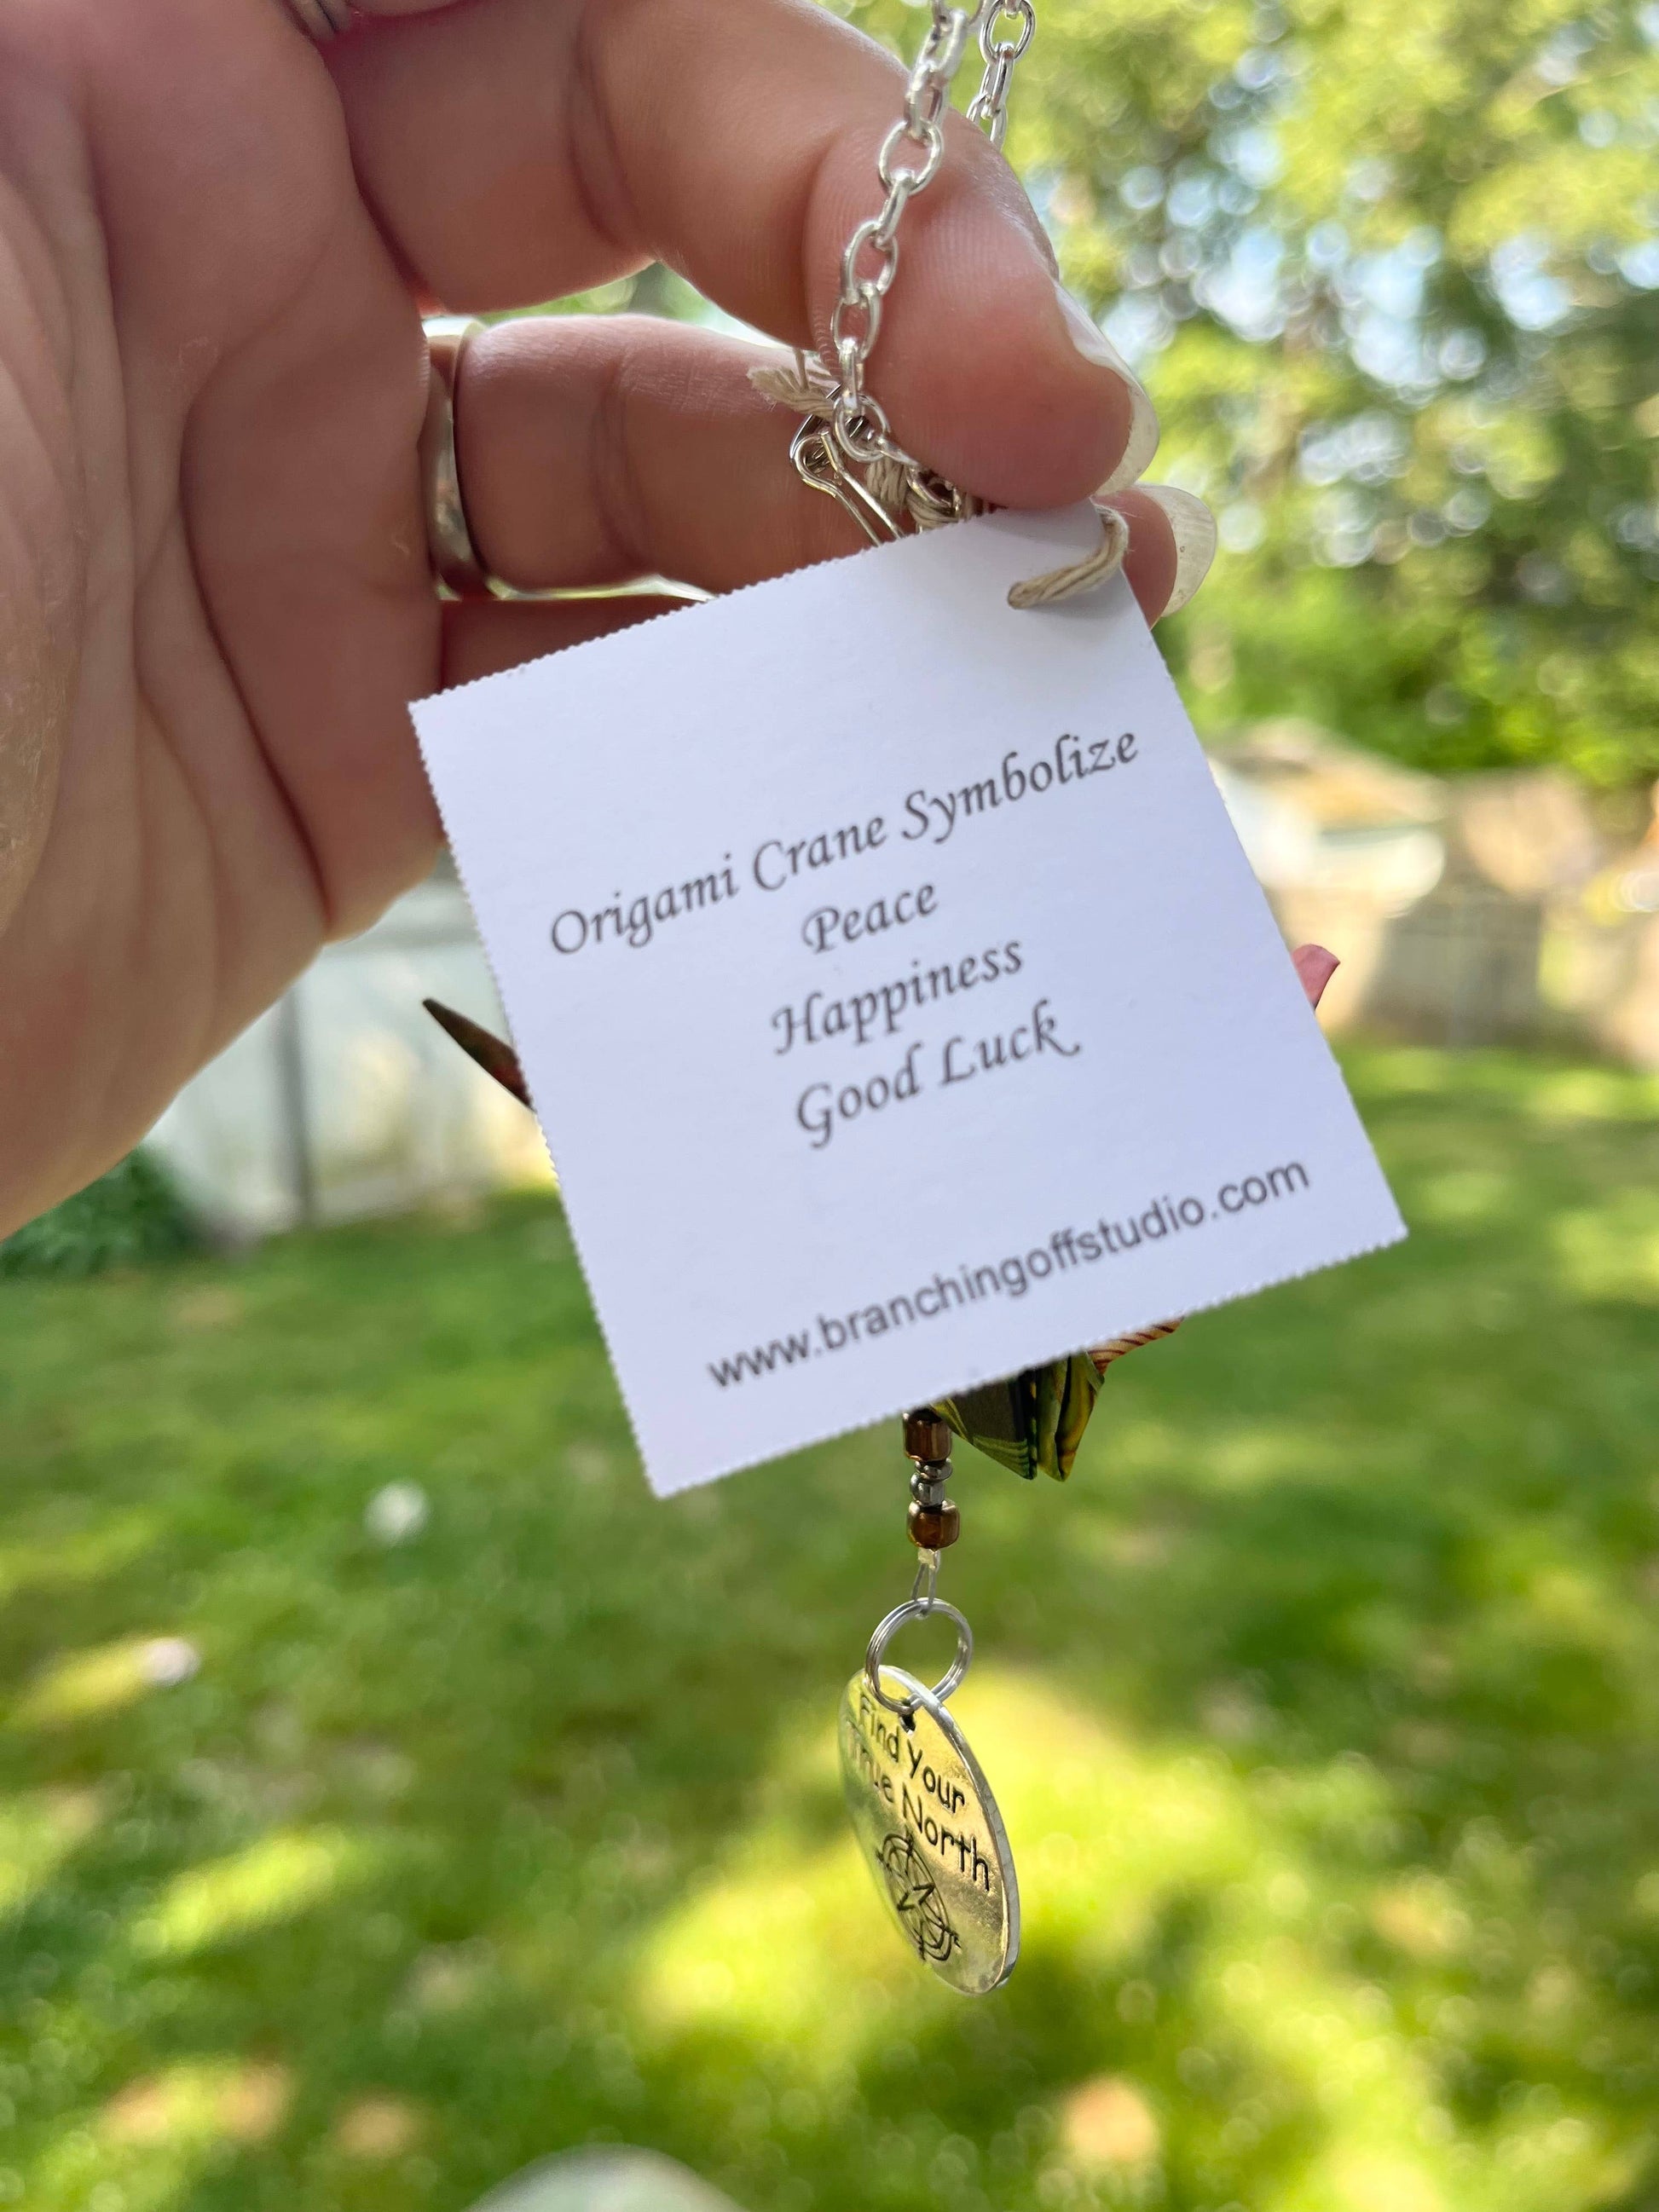 Origami Crane Symbolize
Peace
Happiness
Good Luck
www.branchingoffstudio.com
Find Your
True North
N